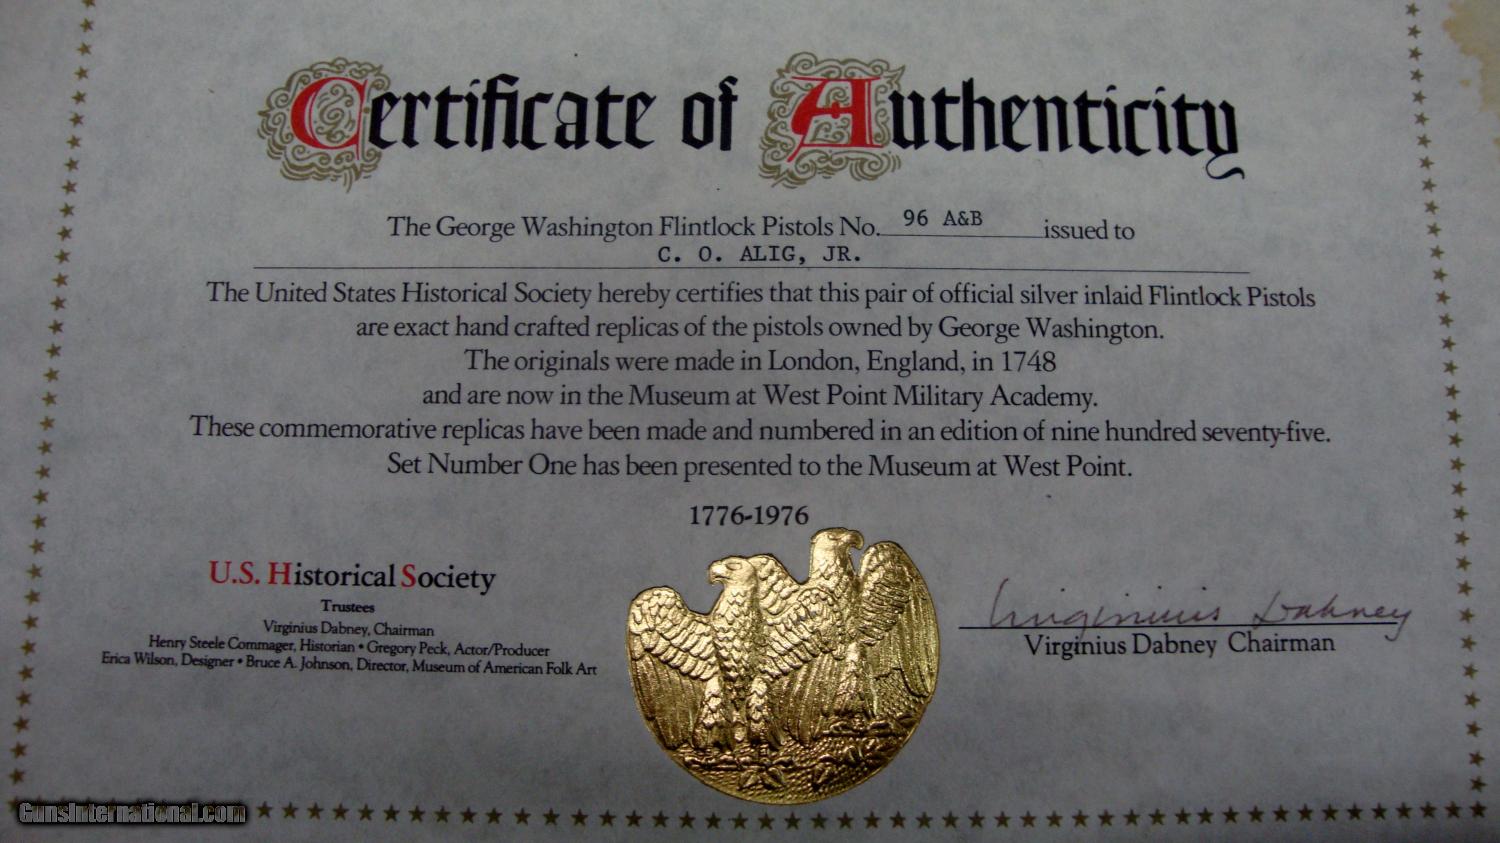 Certificate of Authenticity
The George Washington Flintlock Pistols No. 96 A&B issued to
C. O. ALIG, JR.
The United States Historical Society hereby certifies that this pair of official silver inlaid Flintlock Pistols
are exact hand crafted replicas of the pistols owned by George Washington.
The originals were made in London, England, in 1748
and are now in the Museum at West Point Military Academy.
These commemorative replicas have been made and numbered in an edition of nine hundred seventy-five.
Set Number One has been presented to the Museum at West Point.
1776-1976
U.S. Historical Society
Trustees
Virginius Dabney, Chairman
Henry Steele Commager, Historian • Gregory Peck, Actor/Producer
Erica Wilson, Designer • Bruce A. Johnson, Director, Museum of American Folk Art
Virginius Dabney
Virginius Dabney Chairman
GunsInternational.com